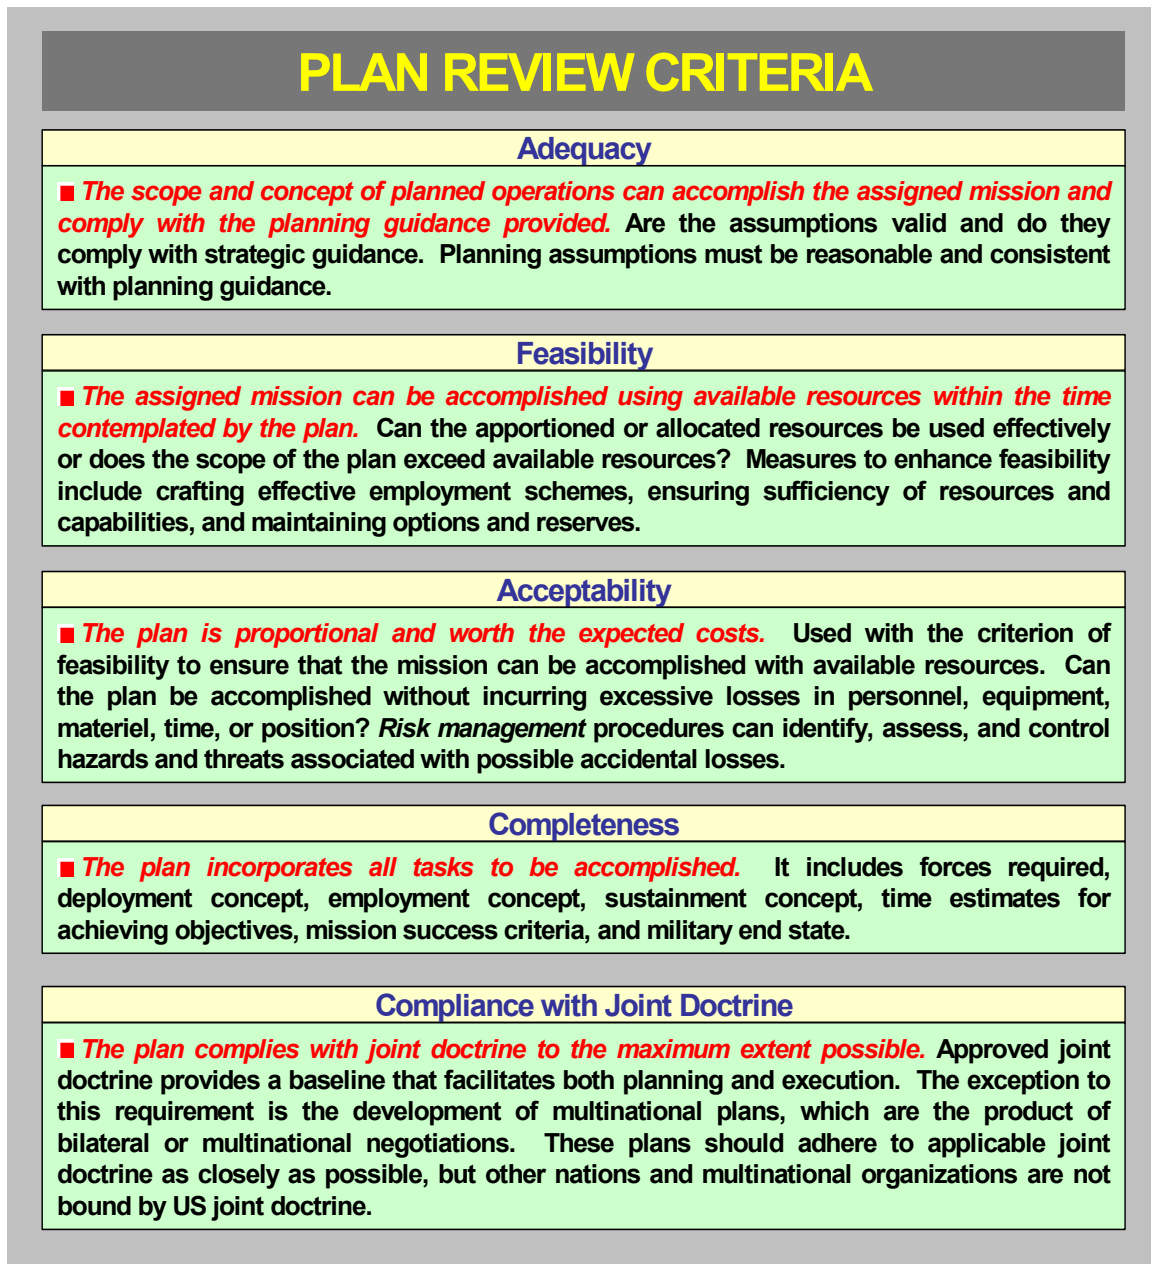 PLAN REVIEW CRITERIA
Adequacy
■ The scope and concept of planned operations can accomplish the assigned mission and
comply with the planning guidance provided. Are the assumptions valid and do they
comply with strategic guidance. Planning assumptions must be reasonable and consistent
with planning guidance.
Feasibility
■ The assigned mission can be accomplished using available resources within the time
contemplated by the plan. Can the apportioned or allocated resources be used effectively
or does the scope of the plan exceed available resources? Measures to enhance feasibility
include crafting effective employment schemes, ensuring sufficiency of resources and
capabilities, and maintaining options and reserves.
Acceptability
■ The plan is proportional and worth the expected costs. Used with the criterion of
feasibility to ensure that the mission can be accomplished with available resources. Can
the plan be accomplished without incurring excessive losses in personnel, equipment,
materiel, time, or position? Risk management procedures can identify, assess, and control
hazards and threats associated with possible accidental losses.
Completeness
■ The plan incorporates all tasks to be accomplished. It includes forces required,
deployment concept, employment concept, sustainment concept, time estimates for
achieving objectives, mission success criteria, and military end state.
Compliance with Joint Doctrine
■ The plan complies with joint doctrine to the maximum extent possible. Approved joint
doctrine provides a baseline that facilitates both planning and execution. The exception to
this requirement is the development of multinational plans, which are the product of
bilateral or multinational negotiations. These plans should adhere to applicable joint
doctrine as closely as possible, but other nations and multinational organizations are not
bound by US joint doctrine.